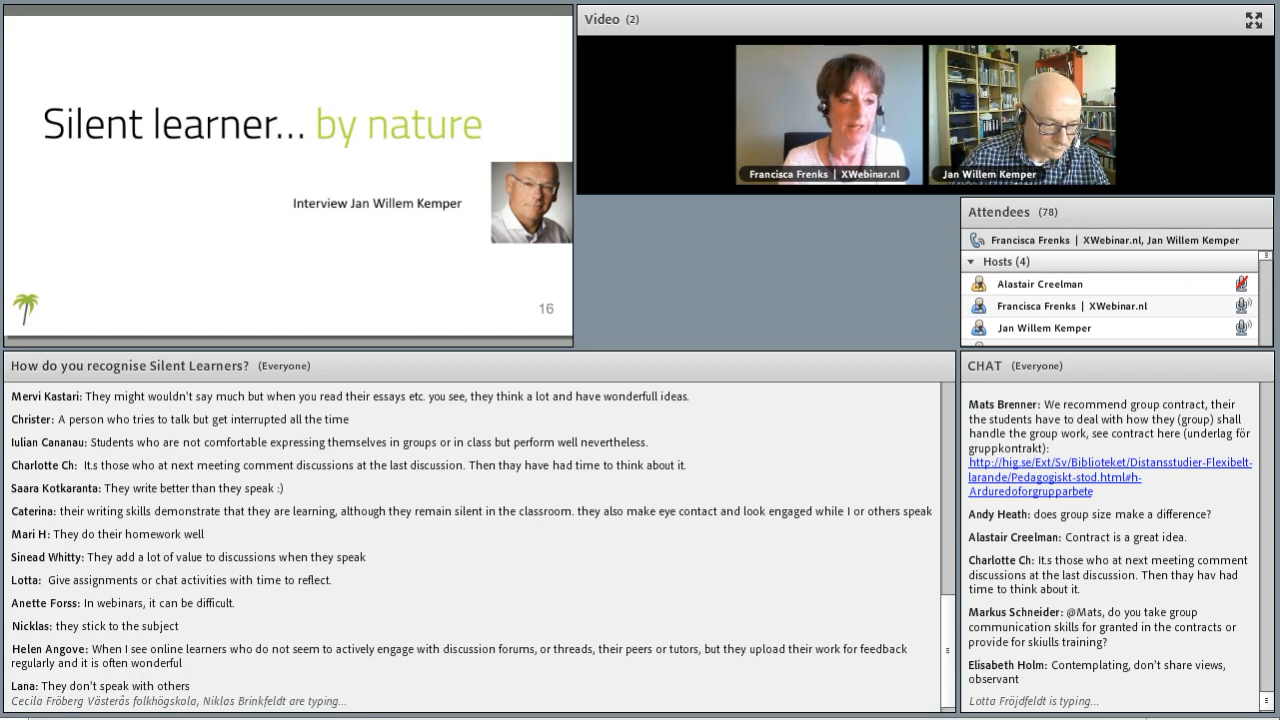 Silent learner... by nature
Interview Jan Willem Kemper
16
Video (2)
Francisca Frenks | XWebinar.nl
Jan Willem Kemper
Attendees (78)
Francisca Frenks | XWebinar.nl, Jan Willem Kemper
Hosts (4)
Alastair Creelman
Francisca Frenks | XWebinar.nl
Jan Willem Kemper
How do you recognise Silent Learners? (Everyone)
Mervi Kastari: They might wouldn't say much but when you read their essays etc. you see, they think a lot and have wonderfull ideas.
Christer: A person who tries to talk but get interrupted all the time
Iulian Cananau: Students who are not comfortable expressing themselves in groups or in class but perform well nevertheless.
Charlotte Ch: It.s those who at next meeting comment discussions at the last discussion. Then thay have had time to think about it.
Saara Kotkaranta: They write better than they speak ;)
Caterina: their writing skills demonstrate that they are learning, although they remain silent in the classroom. they also make eye contact and look engaged while I or others speak
Mari H: They do their homework well
Sinead Whitty: They add a lot of value to discussions when they speak
Lotta: Give assignments or chat activities with time to reflect.
Anette Forss: In webinars, it can be difficult.
Nicklas: they stick to the subject
Helen Angove: When I see online learners who do not seem to actively engage with discussion forums, or threads, their peers or tutors, but they upload their work for feedback
regularly and it is often wonderful
Lana: They don't speak with others
Cecila Fröberg Västerås folkhögskola, Niklas Brinkfeldt are typing...
CHAT (Everyone)
Mats Brenner: We recommend group contract, their
the students have to deal with how they (group) shall
handle the group work, see contract here (underlag för
gruppkontrakt):
http://hig.se/Ext/Sv/Biblioteket/Distansstudier-Flexibelt-
larande/Pedagogiskt-stod.html#h-
Arduredoforgrupparbete
Andy Heath: does group size make a difference?
Alastair Creelman: Contract is a great idea.
Charlotte Ch: It.s those who at next meeting comment
discussions at the last discussion. Then thay hav had
time to think about it.
Markus Schneider: @Mats, do you take group
communication skills for granted in the contracts or
provide for skiulls training?
Elisabeth Holm: Contemplating, don't share views,
observant
Lotta Fröjdfeldt is typing...